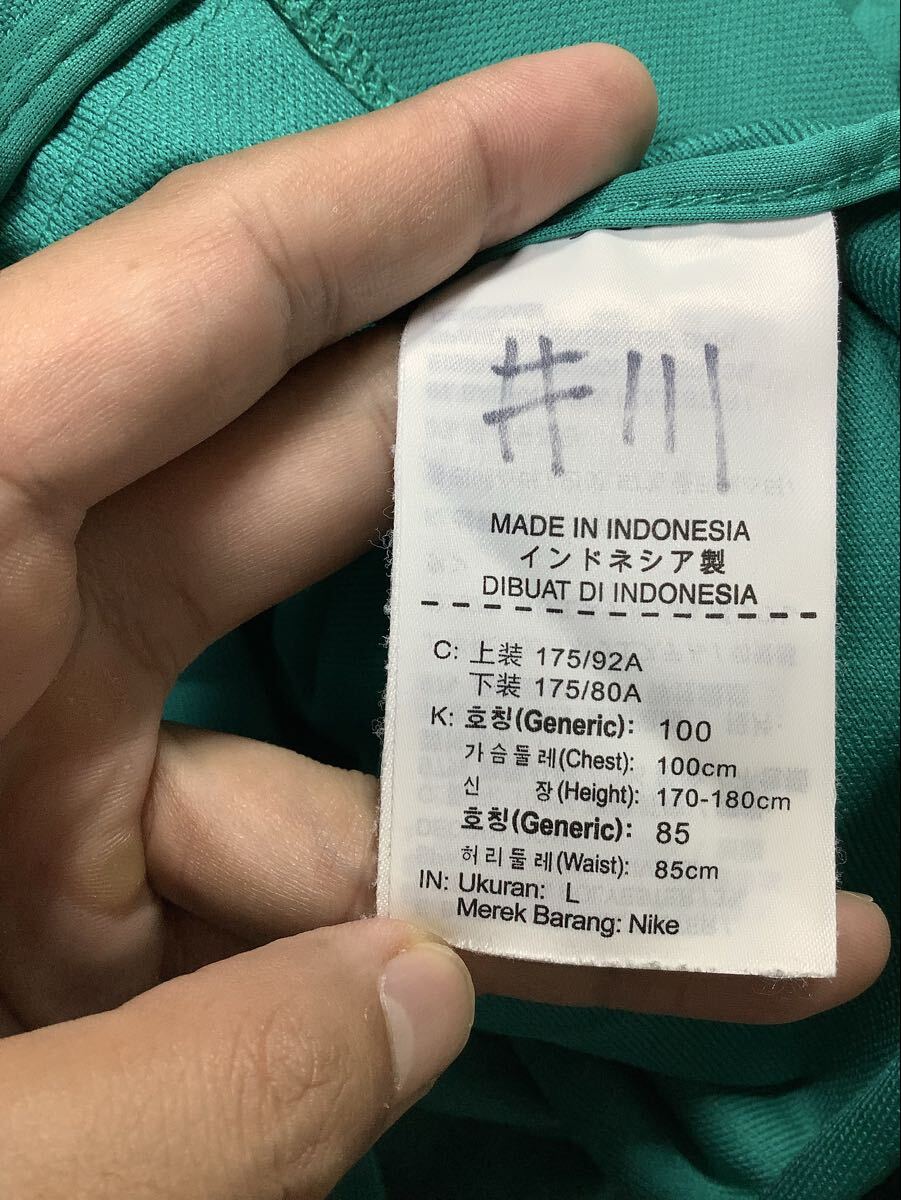 井川
MADE IN INDONESIA
インドネシア製
DIBUAT DI INDONESIA
C: 上装 175/92A
下装 175/80A
K: 호칭(Generic): 100
가슴둘레(Chest): 100cm
신 장(Height): 170-180cm
호칭(Generic): 85
허리둘레(Waist): 85cm
IN: Ukuran: L
Merek Barang: Nike